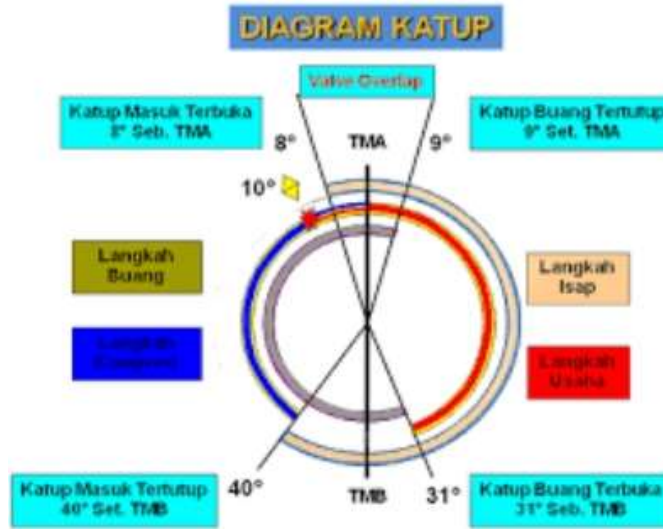 DIAGRAM KATUP
Valve Overlap
Katup Masuk Terbuka
8° Seb. TMA
8°
TMA
9°
Katup Buang Tertutup
9° Set. TMA
10°
Langkah
Buang
Langkah
Isap
Langkah
Langkah
Usaha
Katup Masuk Tertutup
40° Set. TMB
40°
TMB
31°
Katup Buang Terbuka
31° Seb. TMB